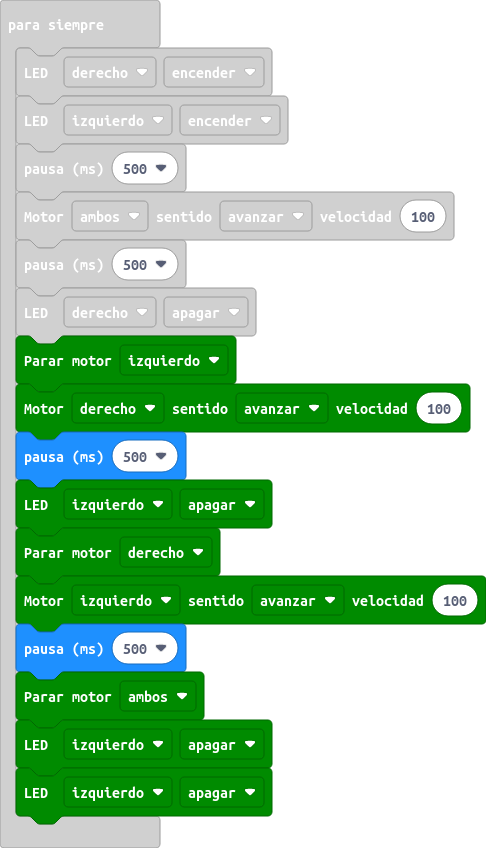 para siempre
LED derecho encender
LED izquierdo encender
pausa (ms) 500
Motor ambos sentido avanzar velocidad 100
pausa (ms) 500
LED derecho apagar
Parar motor izquierdo
Motor derecho sentido avanzar velocidad 100
pausa (ms) 500
LED izquierdo apagar
Parar motor derecho
Motor izquierdo sentido avanzar velocidad 100
pausa (ms) 500
Parar motor ambos
LED izquierdo apagar
LED izquierdo apagar